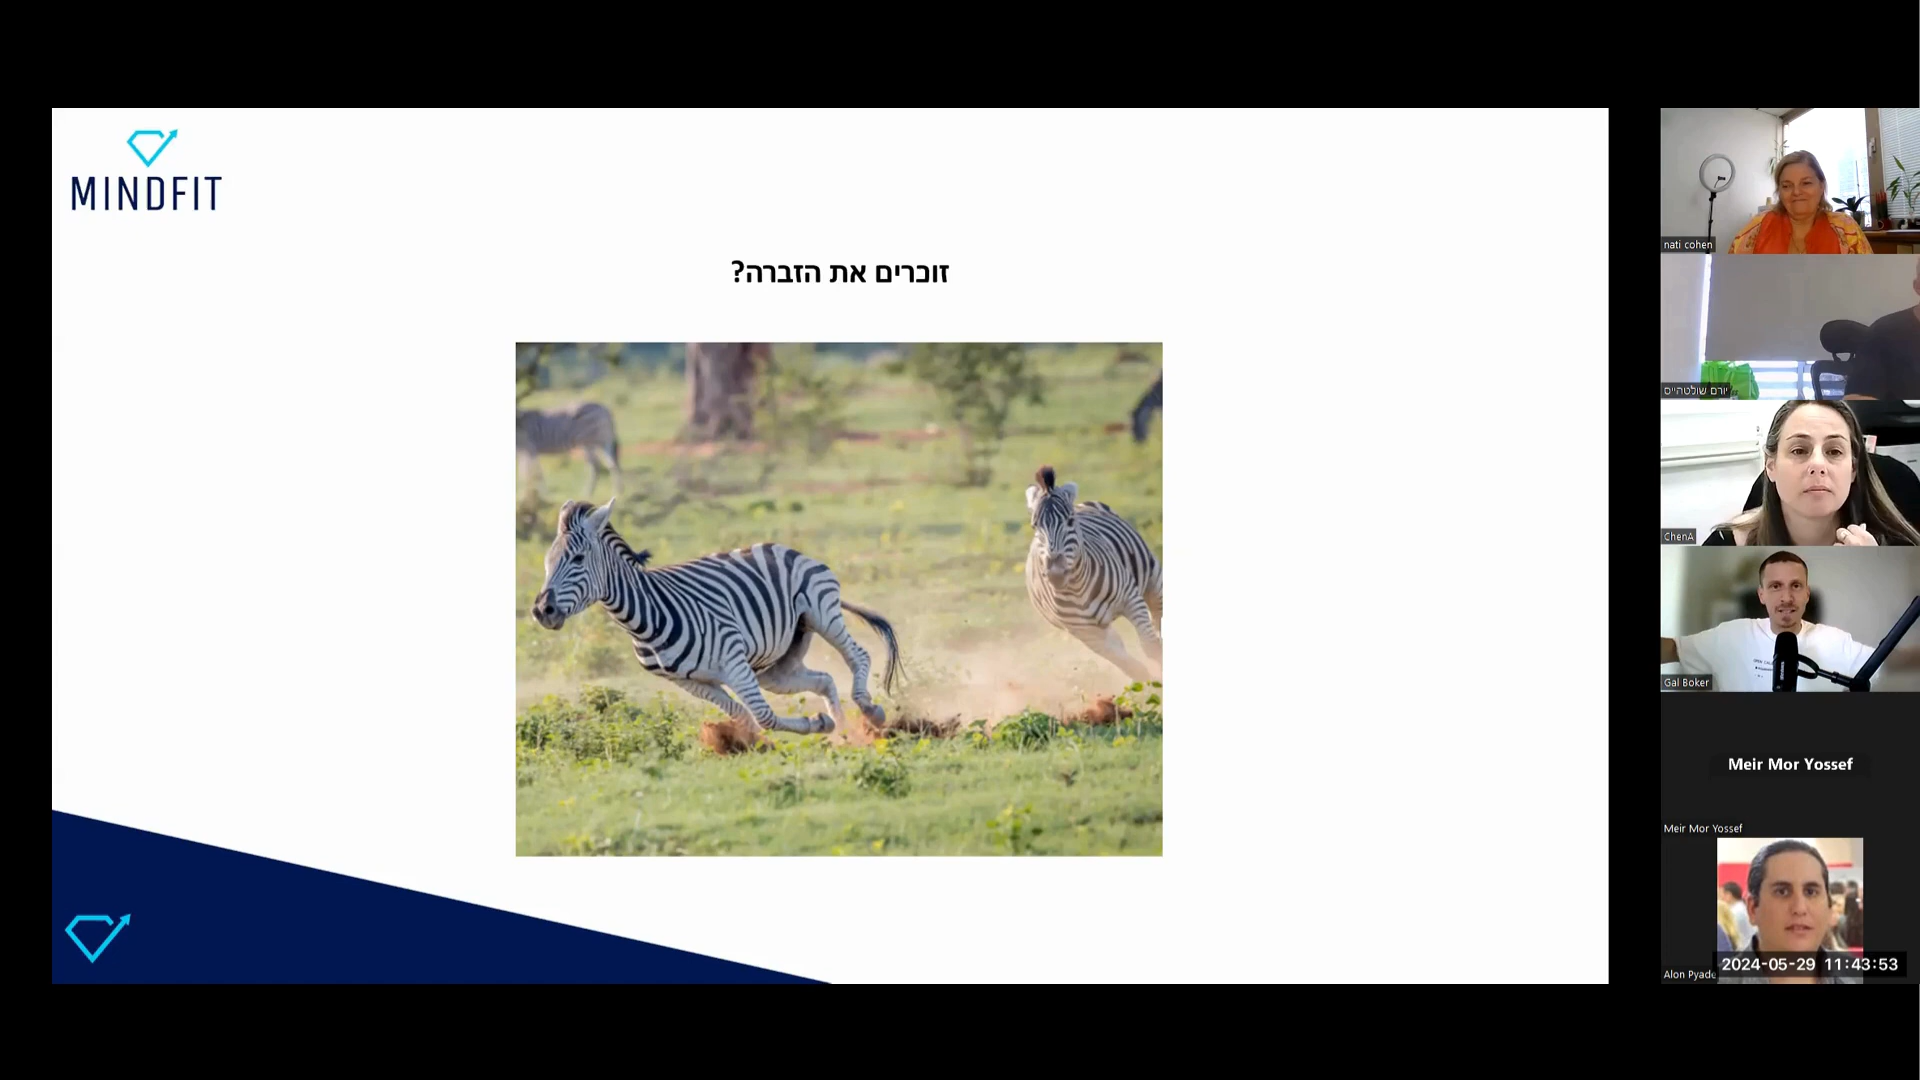 MINDFIT
זוכרים את הזברה?
nati cohen
יורם שולטהייס
ChenA
Gal Boker
Meir Mor Yossef
Meir Mor Yossef
Alon Pyade
2024-05-29 11:43:53